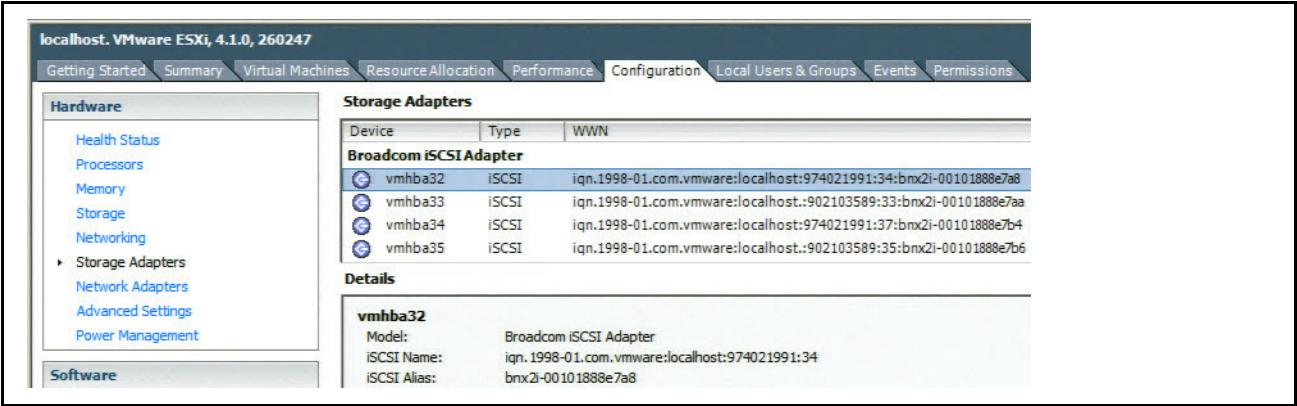 localhost. VMware ESXi, 4.1.0, 260247
Getting Started Summary Virtual Machines Resource Allocation Performance Configuration Local Users & Groups Events Permissions
Hardware
Health Status
Processors
Memory
Storage
Networking
Storage Adapters
Network Adapters
Advanced Settings
Power Management
Software
Storage Adapters
Device Type WWN
Broadcom iSCSI Adapter
vmhba32 iSCSI iqn.1998-01.com.vmware:localhost:974021991:34:bnx2i-00101888e7a8
vmhba33 iSCSI iqn.1998-01.com.vmware:localhost.:902103589:33:bnx2i-00101888e7aa
vmhba34 iSCSI iqn.1998-01.com.vmware:localhost:974021991:37:bnx2i-00101888e7b4
vmhba35 iSCSI iqn.1998-01.com.vmware:localhost.:902103589:35:bnx2i-00101888e7b6
Details
vmhba32
Model: Broadcom iSCSI Adapter
iSCSI Name: iqn.1998-01.com.vmware:localhost:974021991:34
iSCSI Alias: bnx2i-00101888e7a8